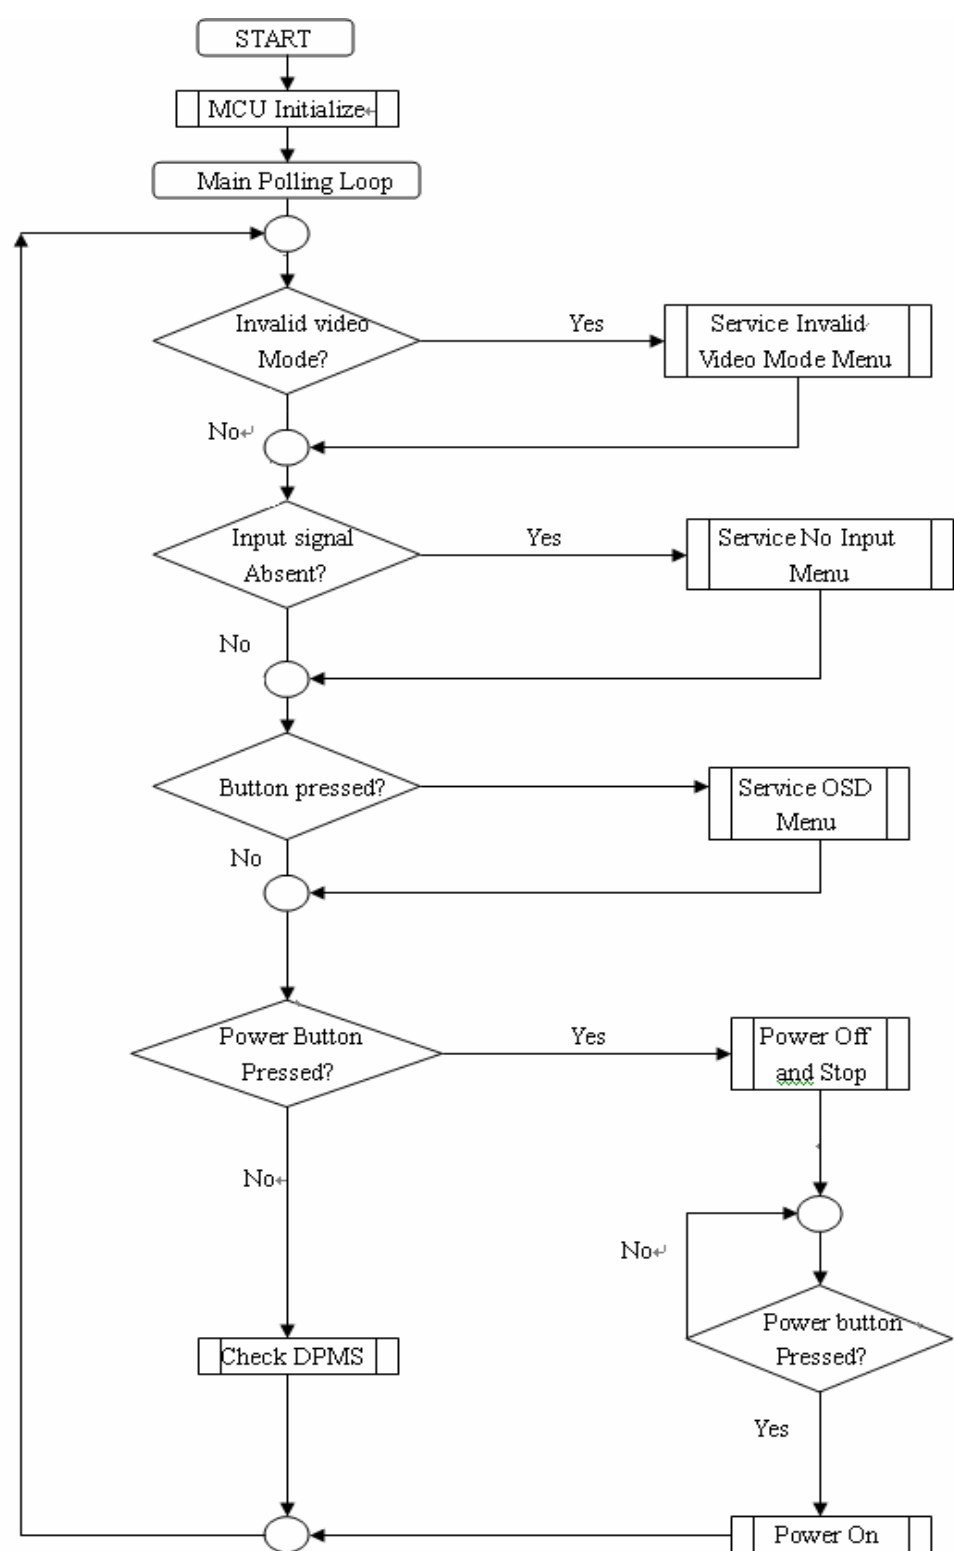 START
MCU Initialize
Main Polling Loop
Invalid video
Mode?
Yes
Service Invalid
Video Mode Menu
No
Input signal
Absent?
Yes
Service No Input
Menu
No
Button pressed?
Service OSD
Menu
No
Power Button
Pressed?
Yes
Power Off
and Stop
No
No
Power button
Pressed?
Check DPMS
Yes
Power On